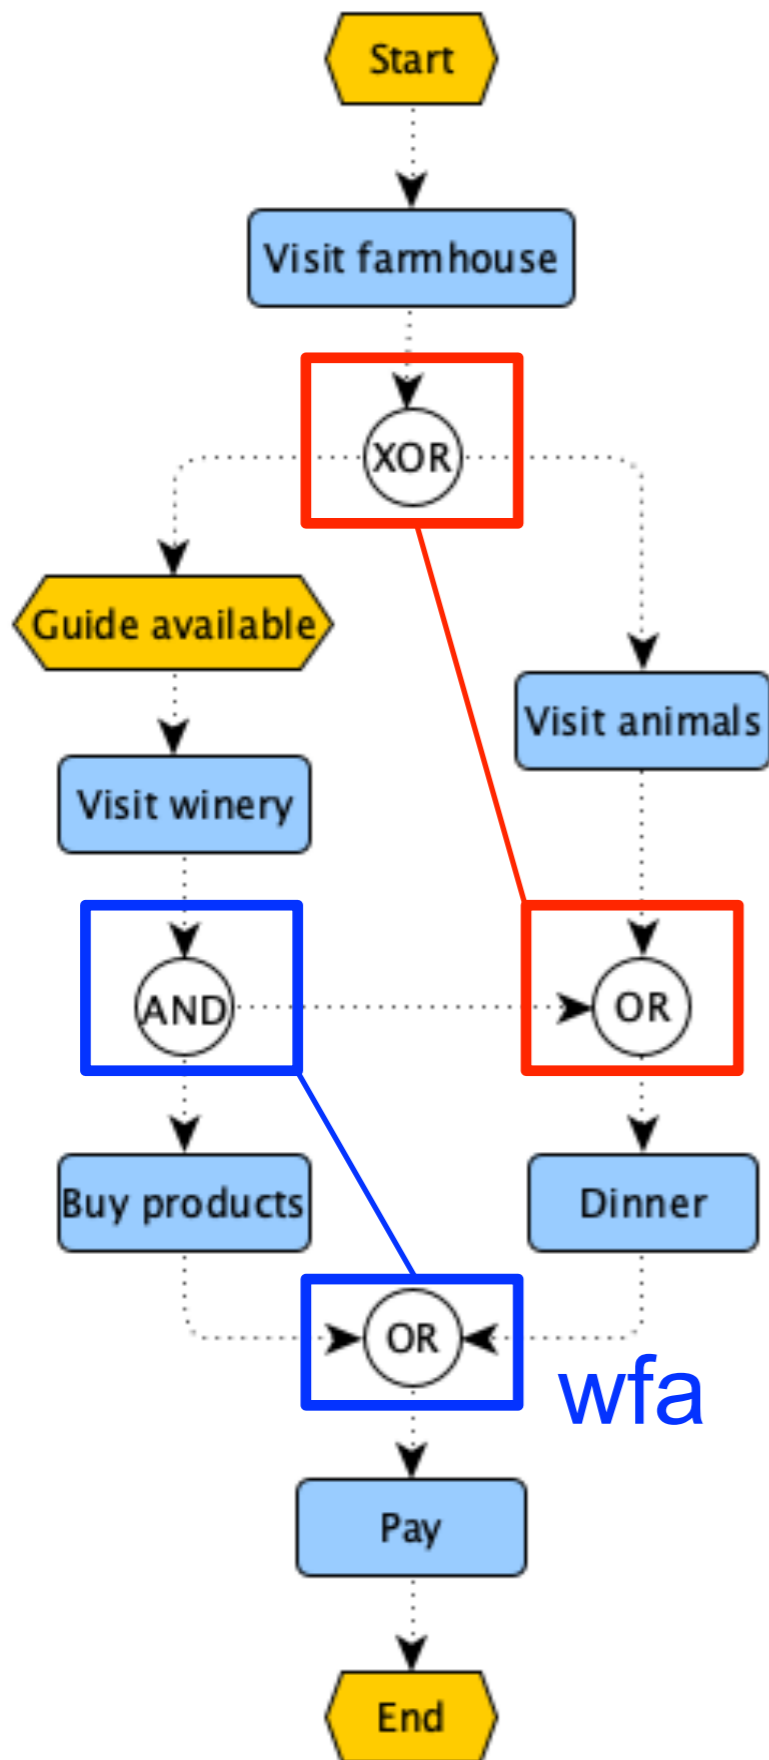 Start
Visit farmhouse
XOR
Guide available
Visit animals
Visit winery
AND
OR
Buy products
Dinner
OR
wfa
Pay
End